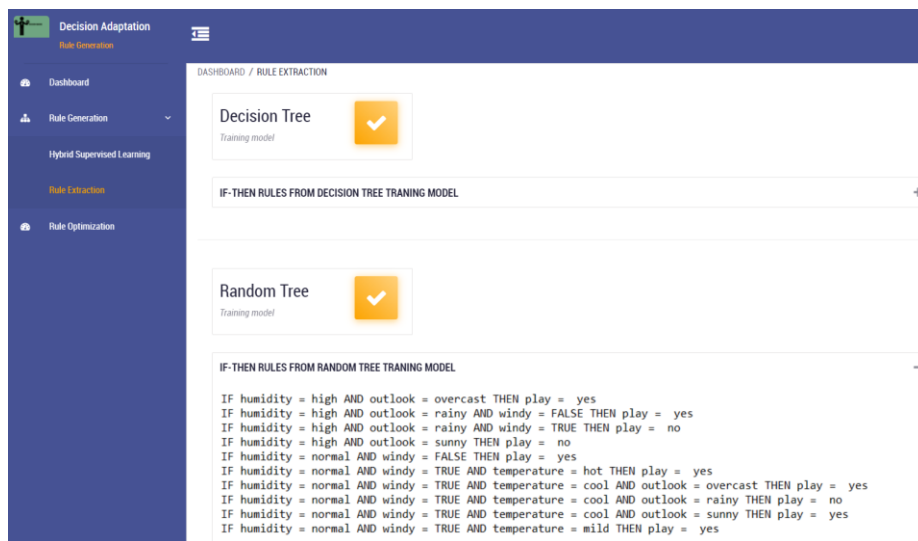 Decision Adaptation
Rule Generation
Dashboard
Rule Generation
Hybrid Supervised Learning
Rule Extraction
Rule Optimization
DASHBOARD / RULE EXTRACTION
Decision Tree
Training model
IF-THEN RULES FROM DECISION TREE TRANING MODEL
Random Tree
Training model
IF-THEN RULES FROM RANDOM TREE TRANING MODEL
IF humidity = high AND outlook = overcast THEN play =  yes
IF humidity = high AND outlook = rainy AND windy = FALSE THEN play =  yes
IF humidity = high AND outlook = rainy AND windy = TRUE THEN play =  no
IF humidity = high AND outlook = sunny THEN play =  no
IF humidity = normal AND windy = FALSE THEN play =  yes
IF humidity = normal AND windy = TRUE AND temperature = hot THEN play =  yes
IF humidity = normal AND windy = TRUE AND temperature = cool AND outlook = overcast THEN play =  yes
IF humidity = normal AND windy = TRUE AND temperature = cool AND outlook = rainy THEN play =  no
IF humidity = normal AND windy = TRUE AND temperature = cool AND outlook = sunny THEN play =  yes
IF humidity = normal AND windy = TRUE AND temperature = mild THEN play =  yes